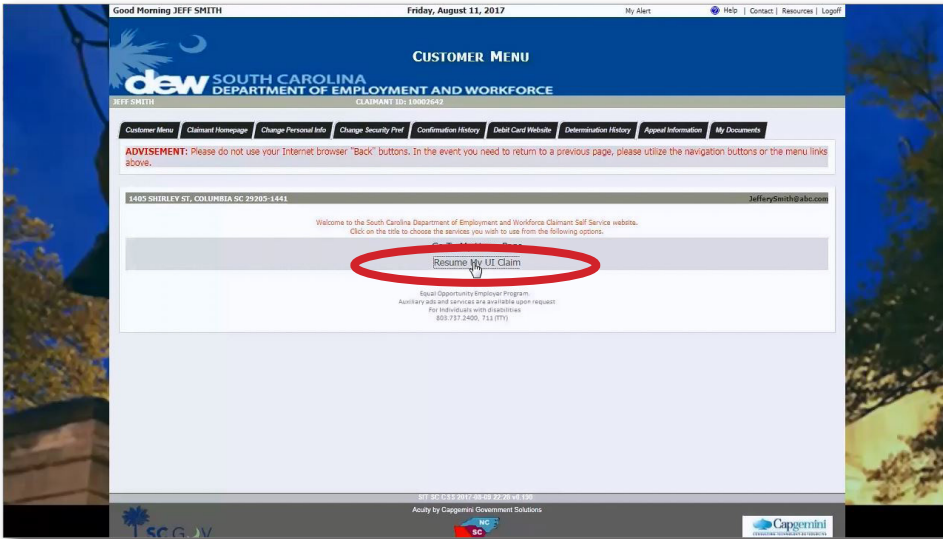 Good Morning JEFF SMITH Friday, August 11, 2017 My Alert Help | Contact | Resources | Logoff
CUSTOMER MENU
dew SOUTH CAROLINA
DEPARTMENT OF EMPLOYMENT AND WORKFORCE
JEFF SMITH CLAIMANT ID: 10002642
Customer Menu Claimant Homepage Change Personal Info Change Security Pref Confirmation History Debit Card Website Determination History Appeal Information My Documents
ADVISEMENT: Please do not use your Internet browser "Back" buttons. In the event you need to return to a previous page, please utilize the navigation buttons or the menu links
above.
1405 SHIRLEY ST, COLUMBIA SC 29205-1441 JefferySmith@abc.com
Welcome to the South Carolina Department of Employment and Workforce Claimant Self Service website.
Click on the title to choose the services you wish to use from the following options.
Resume My UI Claim
Equal Opportunity Employer Program.
Auxiliary aids and services are available upon request
For Individuals with disabilities
803.737.2400, 711 (TTY)
Acuity by Capgemini Government Solutions
NC
SC
SC.GOV
Capgemini